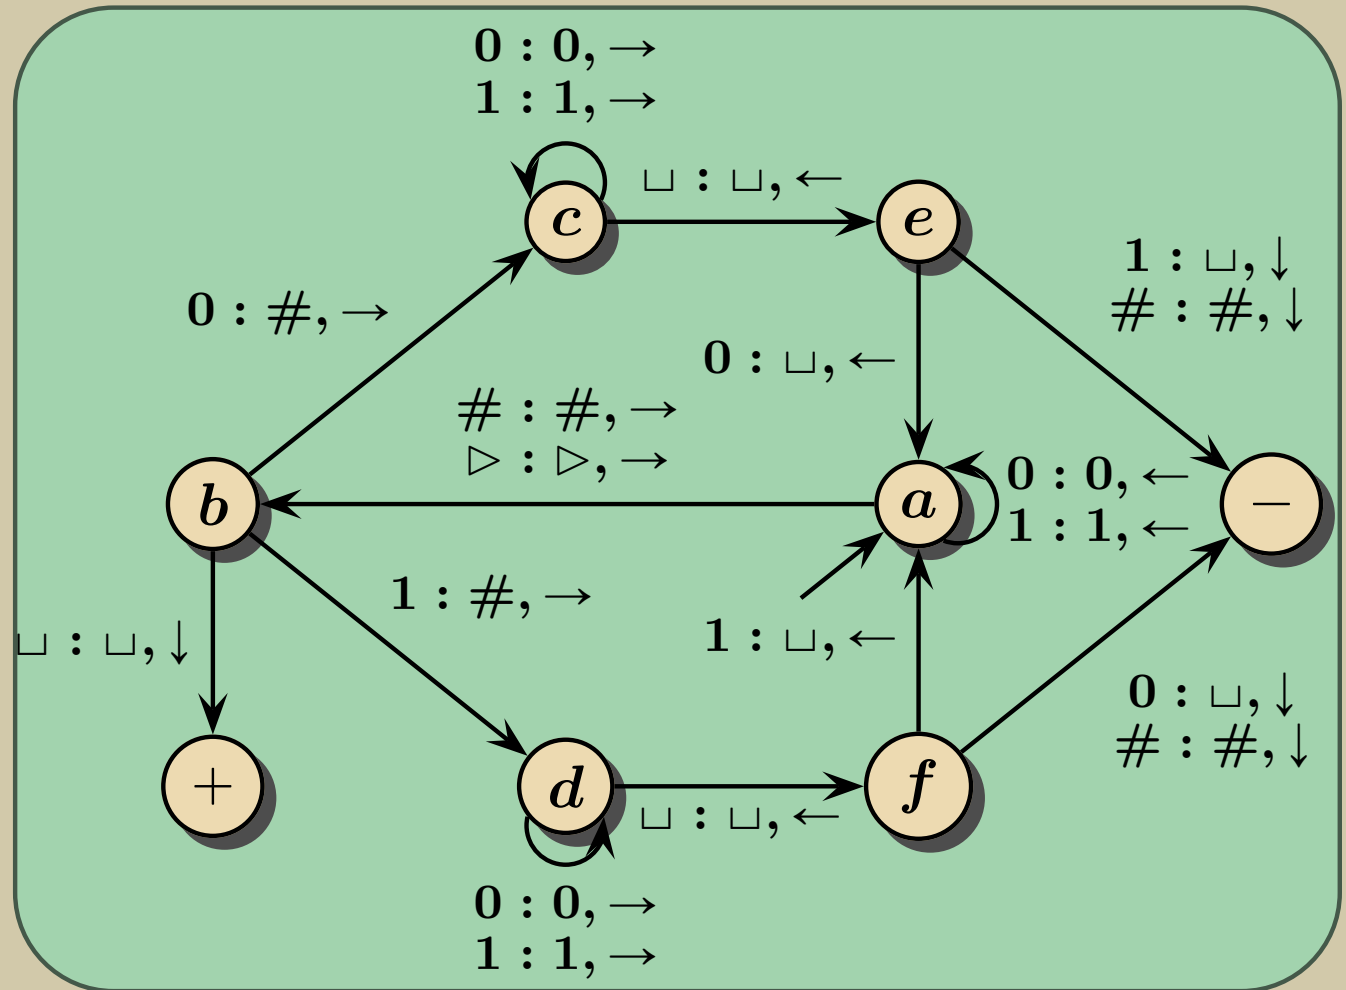 0 : 0, →
1 : 1, →
⊔ : ⊔, ←
c
e
1 : ⊔, ↓
# : #, ↓
0 : #, →
0 : ⊔, ←
# : #, →
▷ : ▷, →
0 : 0, ←
1 : 1, ←
b
a
−
1 : #, →
1 : ⊔, ←
⊔ : ⊔, ↓
0 : ⊔, ↓
# : #, ↓
+
d
f
⊔ : ⊔, ←
0 : 0, →
1 : 1, →